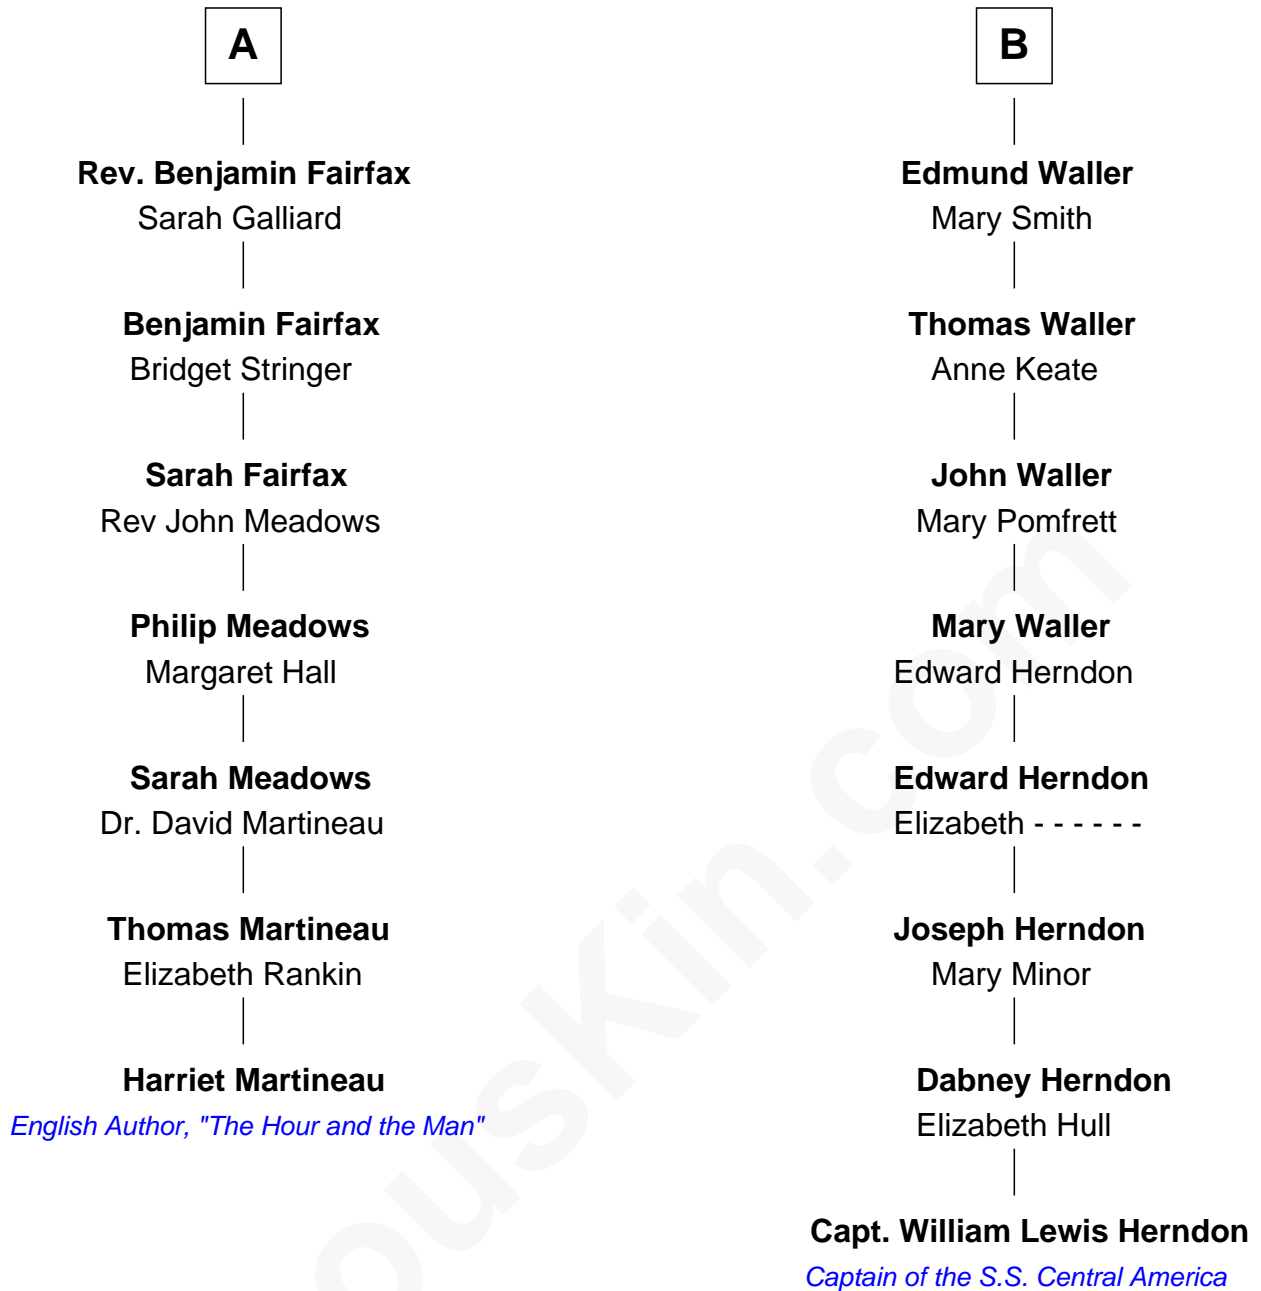 A
Rev. Benjamin Fairfax
Sarah Galliard
Benjamin Fairfax
Bridget Stringer
Sarah Fairfax
Rev John Meadows
Philip Meadows
Margaret Hall
Sarah Meadows
Dr. David Martineau
Thomas Martineau
Elizabeth Rankin
Harriet Martineau
English Author, "The Hour and the Man"
B
Edmund Waller
Mary Smith
Thomas Waller
Anne Keate
John Waller
Mary Pomfrett
Mary Waller
Edward Herndon
Edward Herndon
Elizabeth - - - - - -
Joseph Herndon
Mary Minor
Dabney Herndon
Elizabeth Hull
Capt. William Lewis Herndon
Captain of the S.S. Central America
ousKin.com